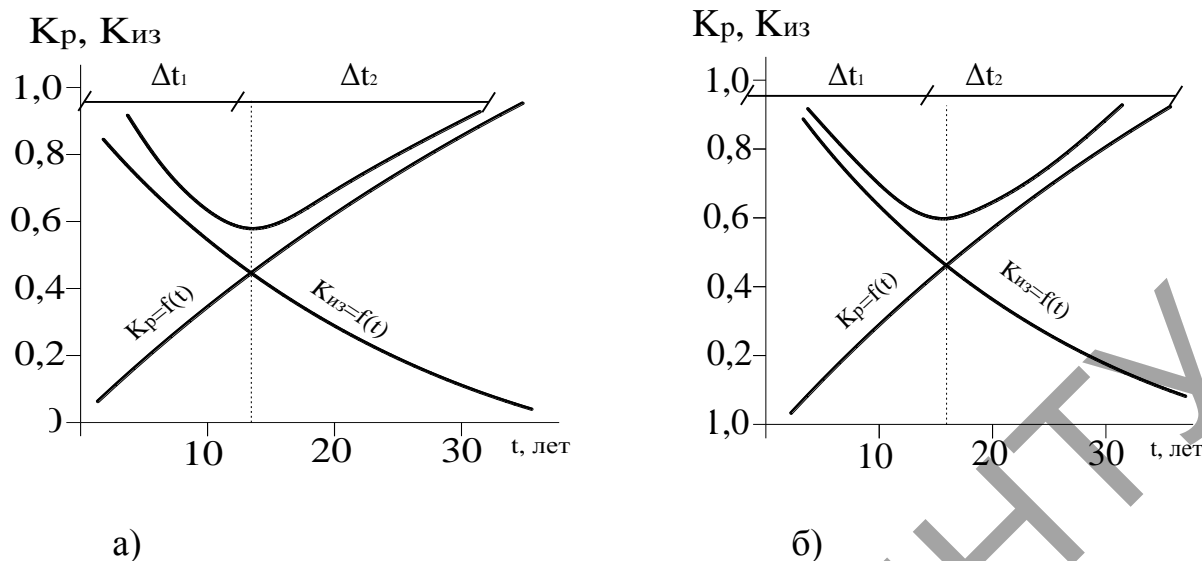 Kр, Kиз
Δt1
Δt2
1,0
0,8
0,6
0,4
0,2
Kр=f(t)
Kиз=f(t)
10
20
30
t, лет
а)
Kр, Kиз
Δt1
Δt2
1,0
0,8
0,6
0,4
0,2
1,0
Kр=f(t)
Kиз=f(t)
10
20
30
t, лет
б)
НТУ